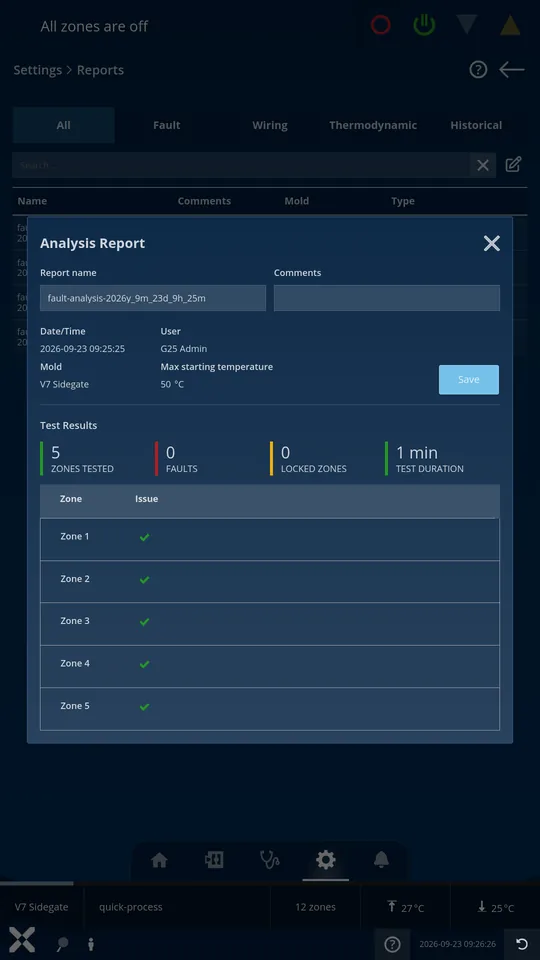 All zones are off
Settings > Reports
All Fault Wiring Thermodynamic Historical
Search...
Name Comments Mold Type
Analysis Report
Report name Comments
fault-analysis-2026y_9m_23d_9h_25m
Date/Time User
2026-09-23 09:25:25 G25 Admin
Mold Max starting temperature
V7 Sidegate 50 °C
Save
Test Results
5 0 0 1 min
ZONES TESTED FAULTS LOCKED ZONES TEST DURATION
Zone Issue
Zone 1
Zone 2
Zone 3
Zone 4
Zone 5
V7 Sidegate quick-process 12 zones 27°C 25°C
2026-09-23 09:26:26